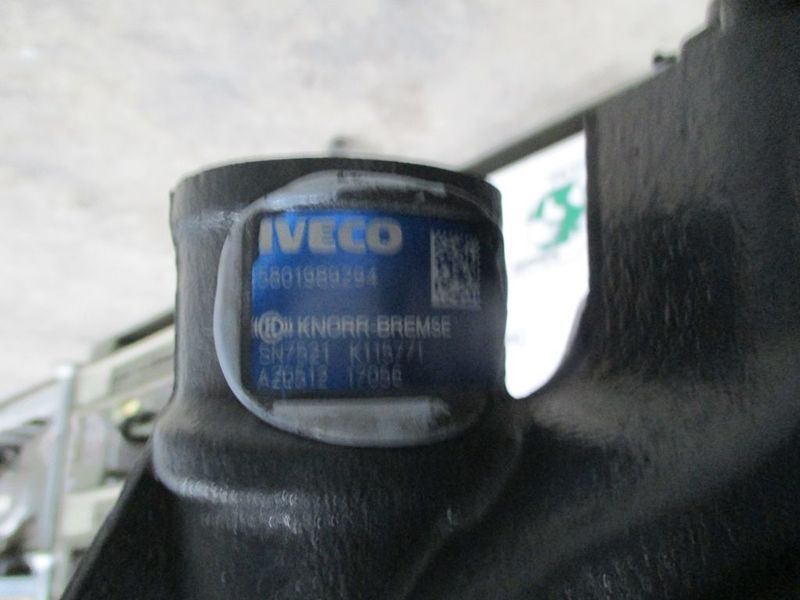 IVECO
5801989294
KNORR-BREMSE
SN7521 K115771
A20512 17056